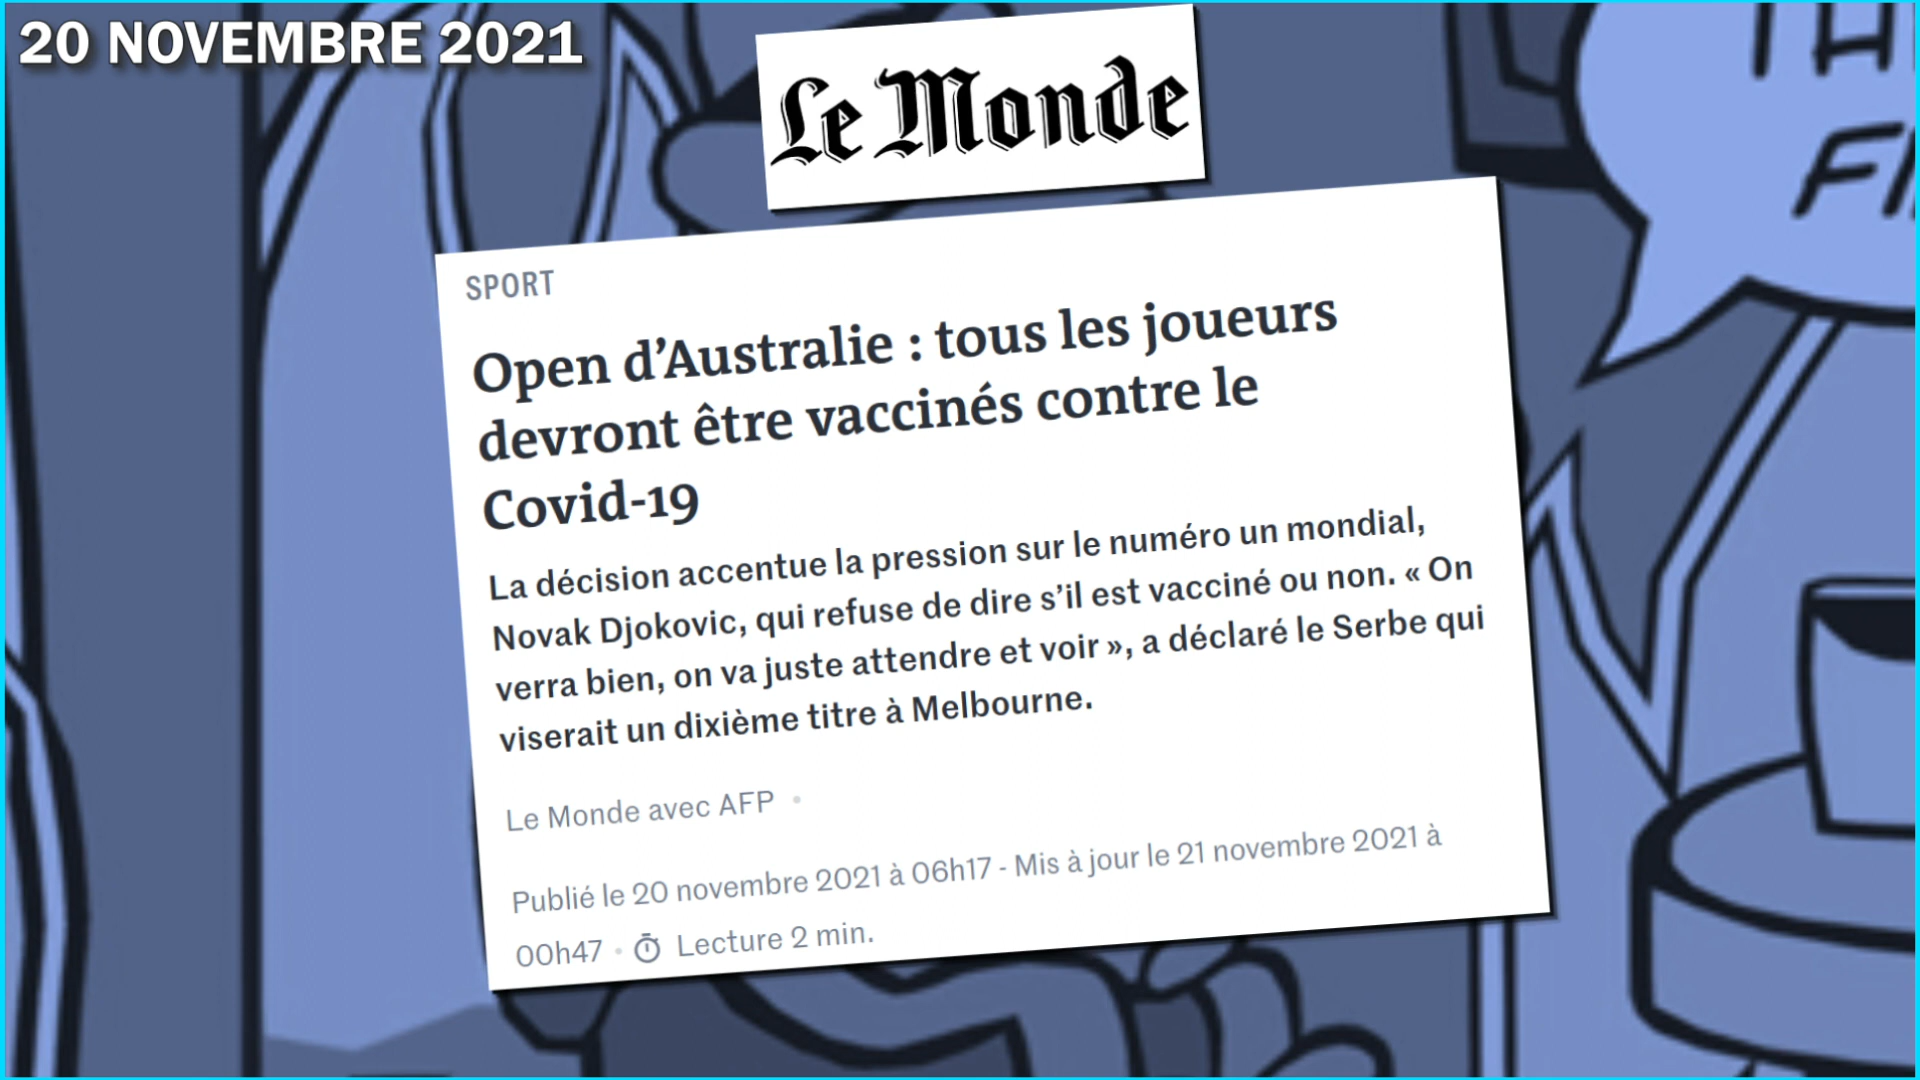 20 NOVEMBRE 2021
Le Monde
SPORT
Open d’Australie : tous les joueurs
devront être vaccinés contre le
Covid-19
La décision accentue la pression sur le numéro un mondial,
Novak Djokovic, qui refuse de dire s’il est vacciné ou non. « On
verra bien, on va juste attendre et voir », a déclaré le Serbe qui
viserait un dixième titre à Melbourne.
Le Monde avec AFP •
Publié le 20 novembre 2021 à 06h17 - Mis à jour le 21 novembre 2021 à
00h47 • Lecture 2 min.